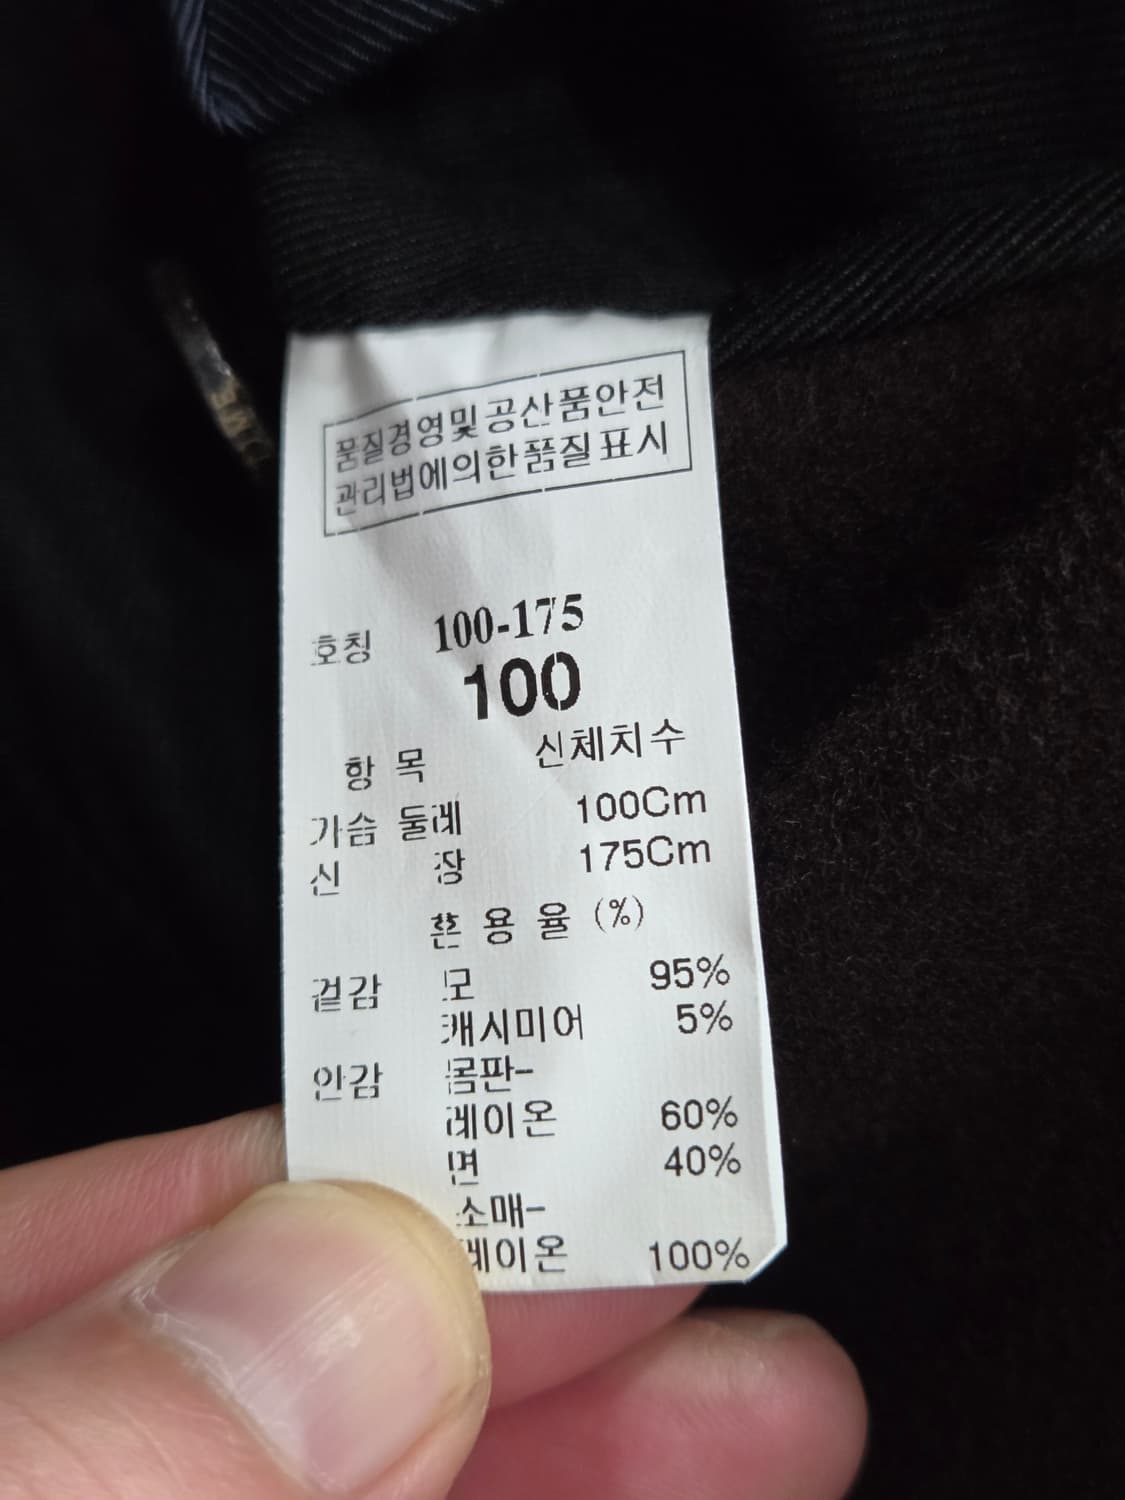 품질경영및공산품안전
관리법에의한품질표시
호칭 100-175
100
항 목 신체치수
가슴 둘레 100Cm
신 장 175Cm
혼 용 율 (%)
겉감 모 95%
캐시미어 5%
안감 몸판-
레이온 60%
면 40%
소매-
레이온 100%